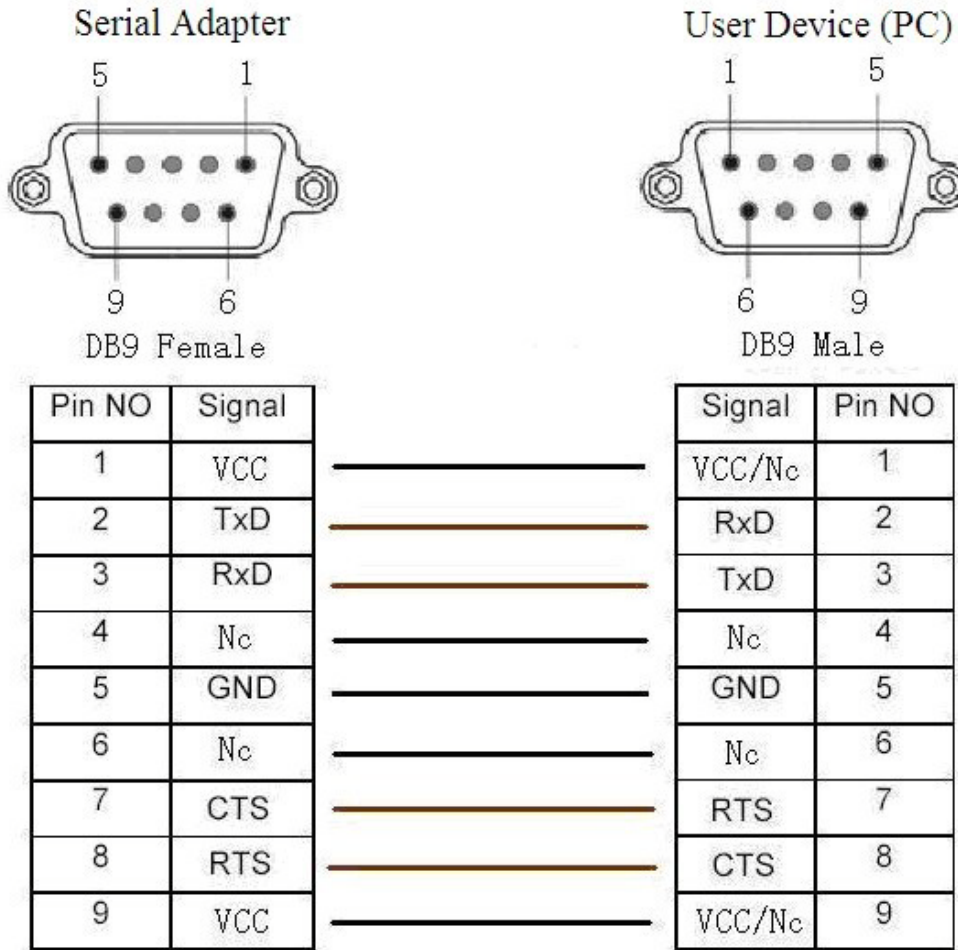 Serial Adapter
User Device (PC)
5 1
1 5
9 6
6 9
DB9 Female
DB9 Male
Pin NO Signal
Signal Pin NO
1 VCC VCC/Nc 1
2 TxD RxD 2
3 RxD TxD 3
4 Nc Nc 4
5 GND GND 5
6 Nc Nc 6
7 CTS RTS 7
8 RTS CTS 8
9 VCC VCC/Nc 9